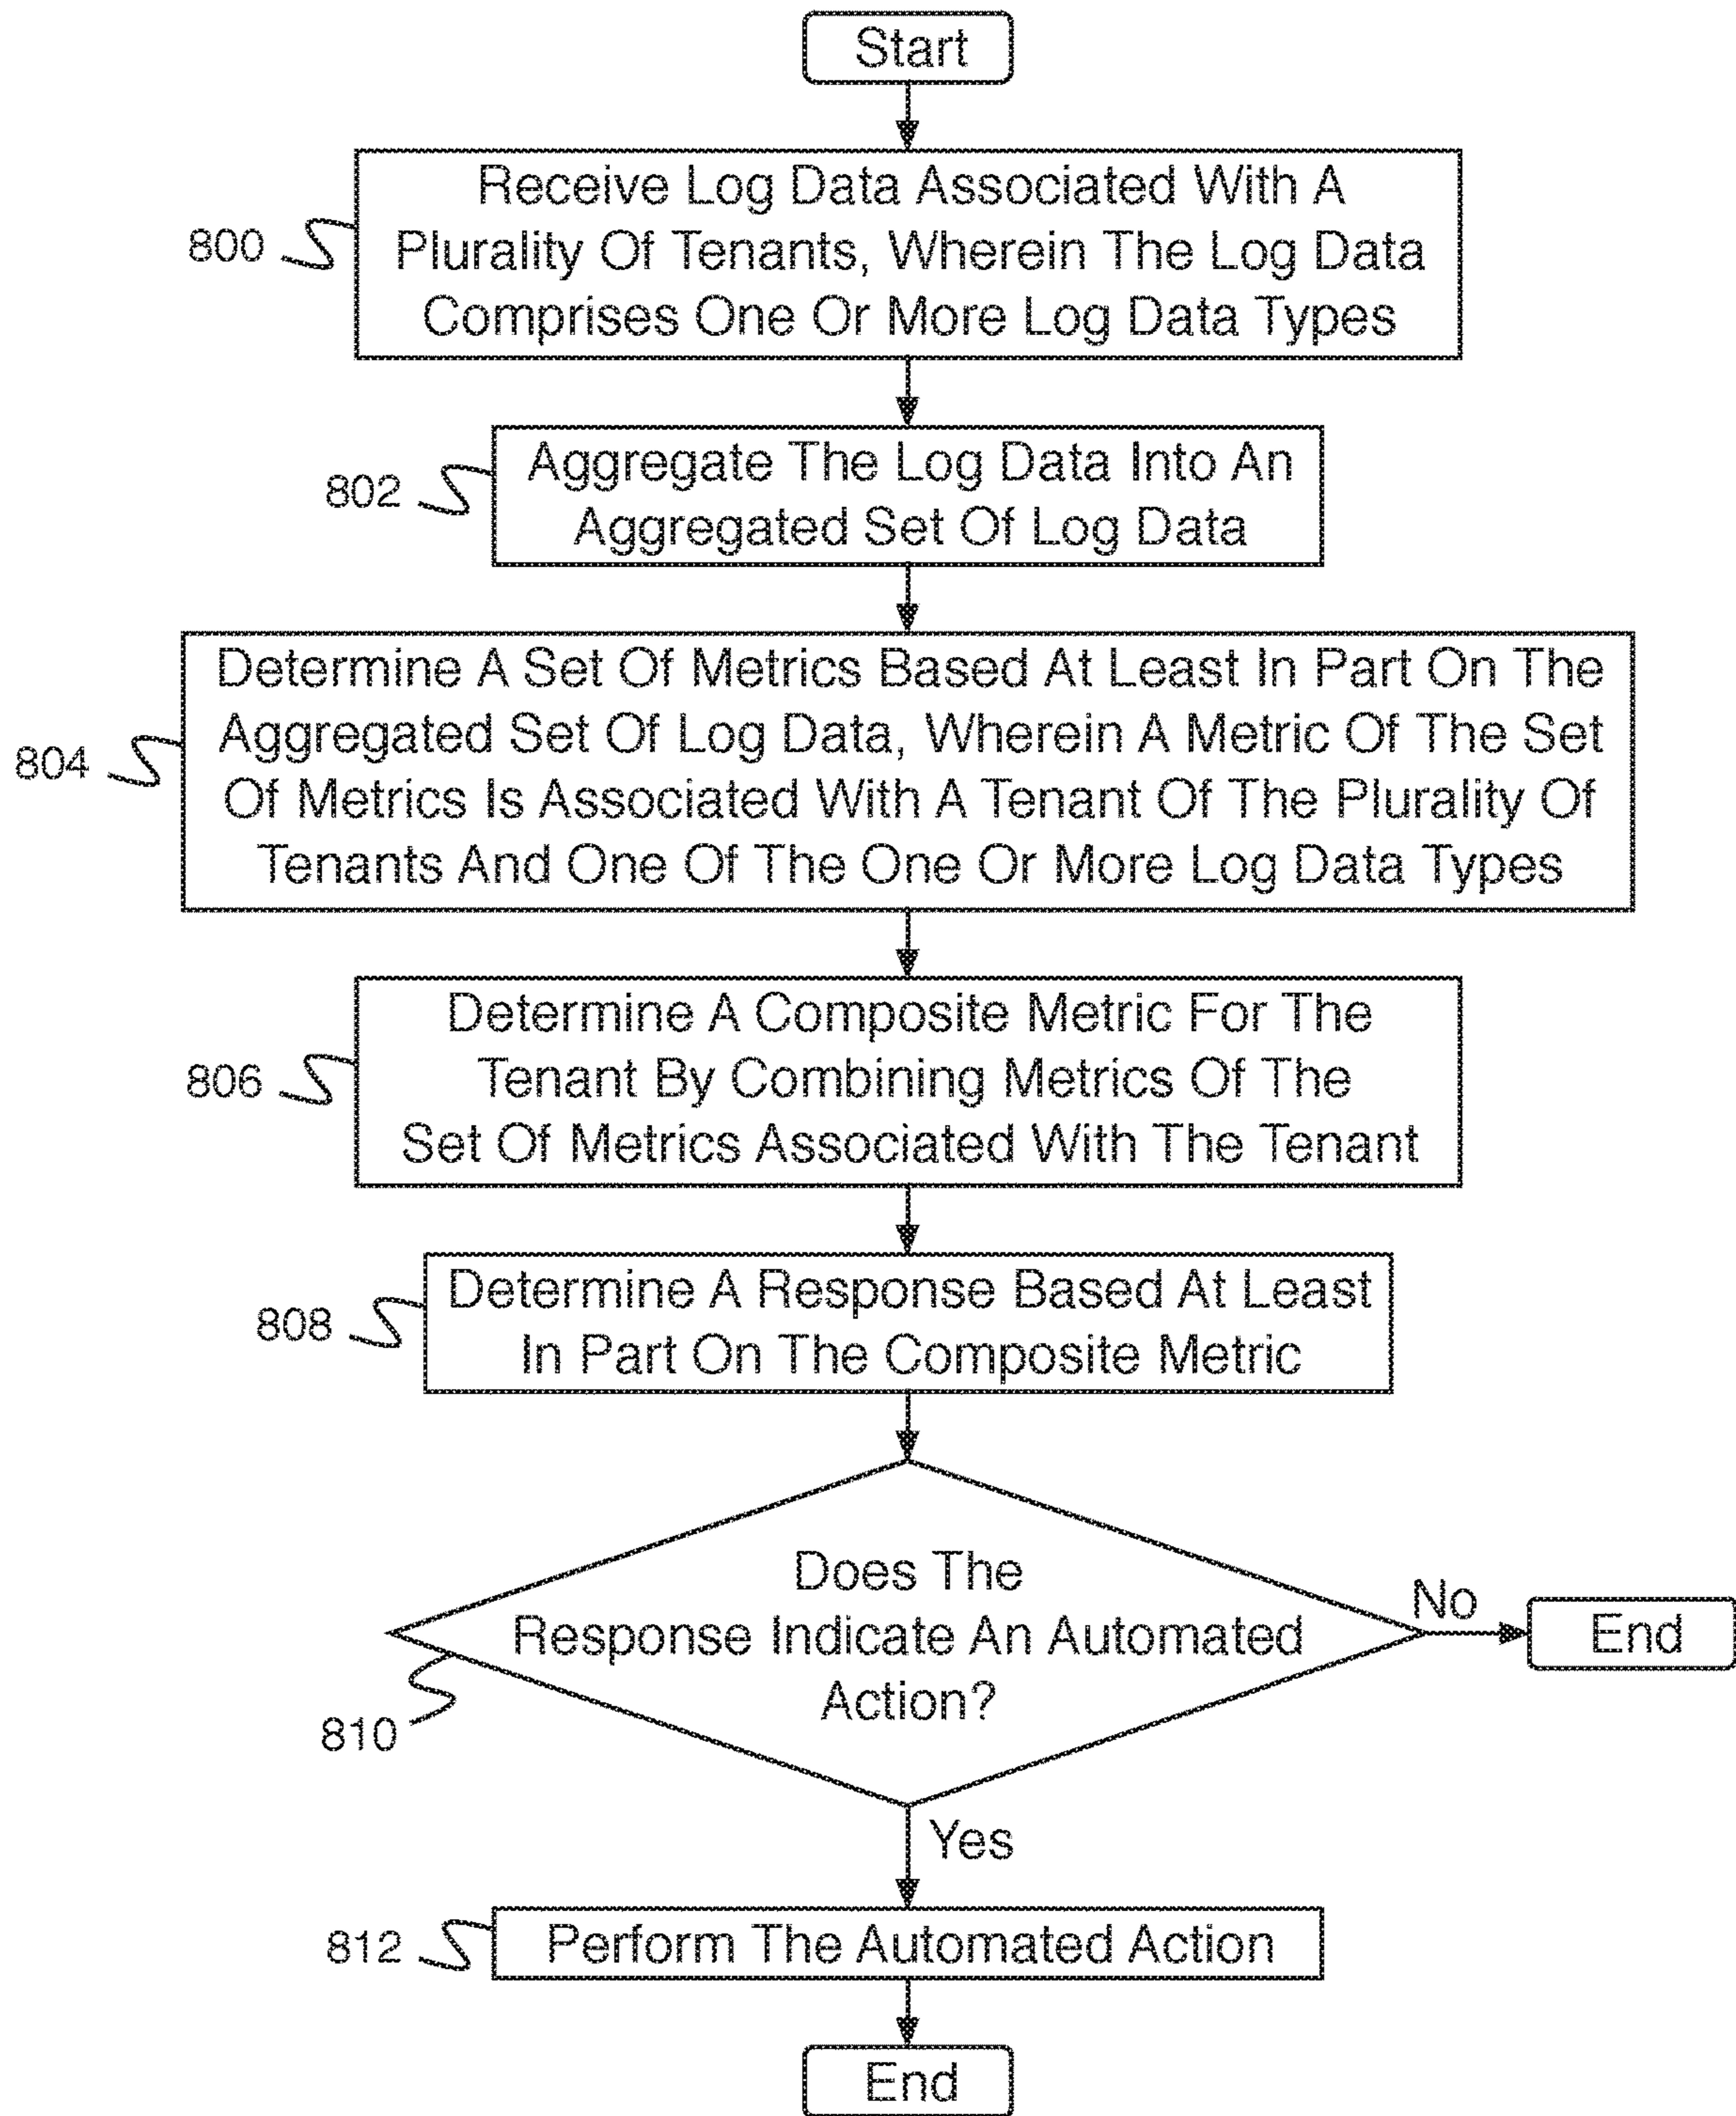 Start
Receive Log Data Associated With A
Plurality Of Tenants, Wherein The Log Data
Comprises One Or More Log Data Types
800
Aggregate The Log Data Into An
Aggregated Set Of Log Data
802
Determine A Set Of Metrics Based At Least In Part On The
Aggregated Set Of Log Data, Wherein A Metric Of The Set
Of Metrics Is Associated With A Tenant Of The Plurality Of
Tenants And One Of The One Or More Log Data Types
804
Determine A Composite Metric For The
Tenant By Combining Metrics Of The
Set Of Metrics Associated With The Tenant
806
Determine A Response Based At Least
In Part On The Composite Metric
808
Does The
Response Indicate An Automated
Action?
810
No
End
Yes
Perform The Automated Action
812
End